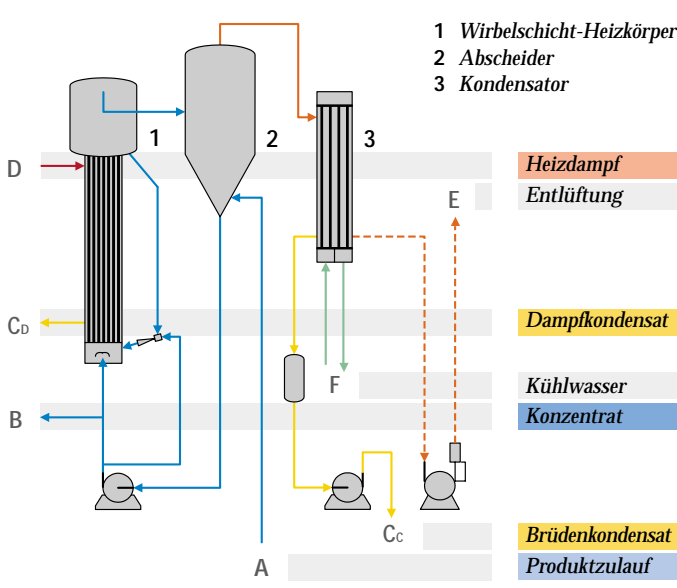 1 Wirbelschicht-Heizkörper
2 Abscheider
3 Kondensator
1
2
3
D
Heizdampf
E
Entlüftung
CD
Dampfkondensat
F
Kühlwasser
B
Konzentrat
Cc
Brüdenkondensat
A
Produktzulauf